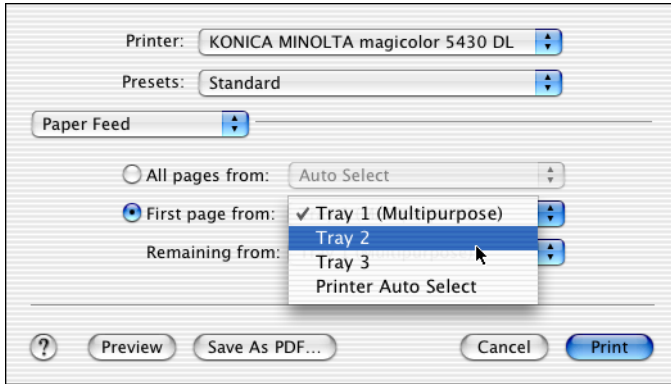 Printer: KONICA MINOLTA magicolor 5430 DL
Presets: Standard
Paper Feed
All pages from: Auto Select
First page from: ✓ Tray 1 (Multipurpose)
Tray 2
Remaining from:
Tray 3
Printer Auto Select
? Preview Save As PDF... Cancel Print